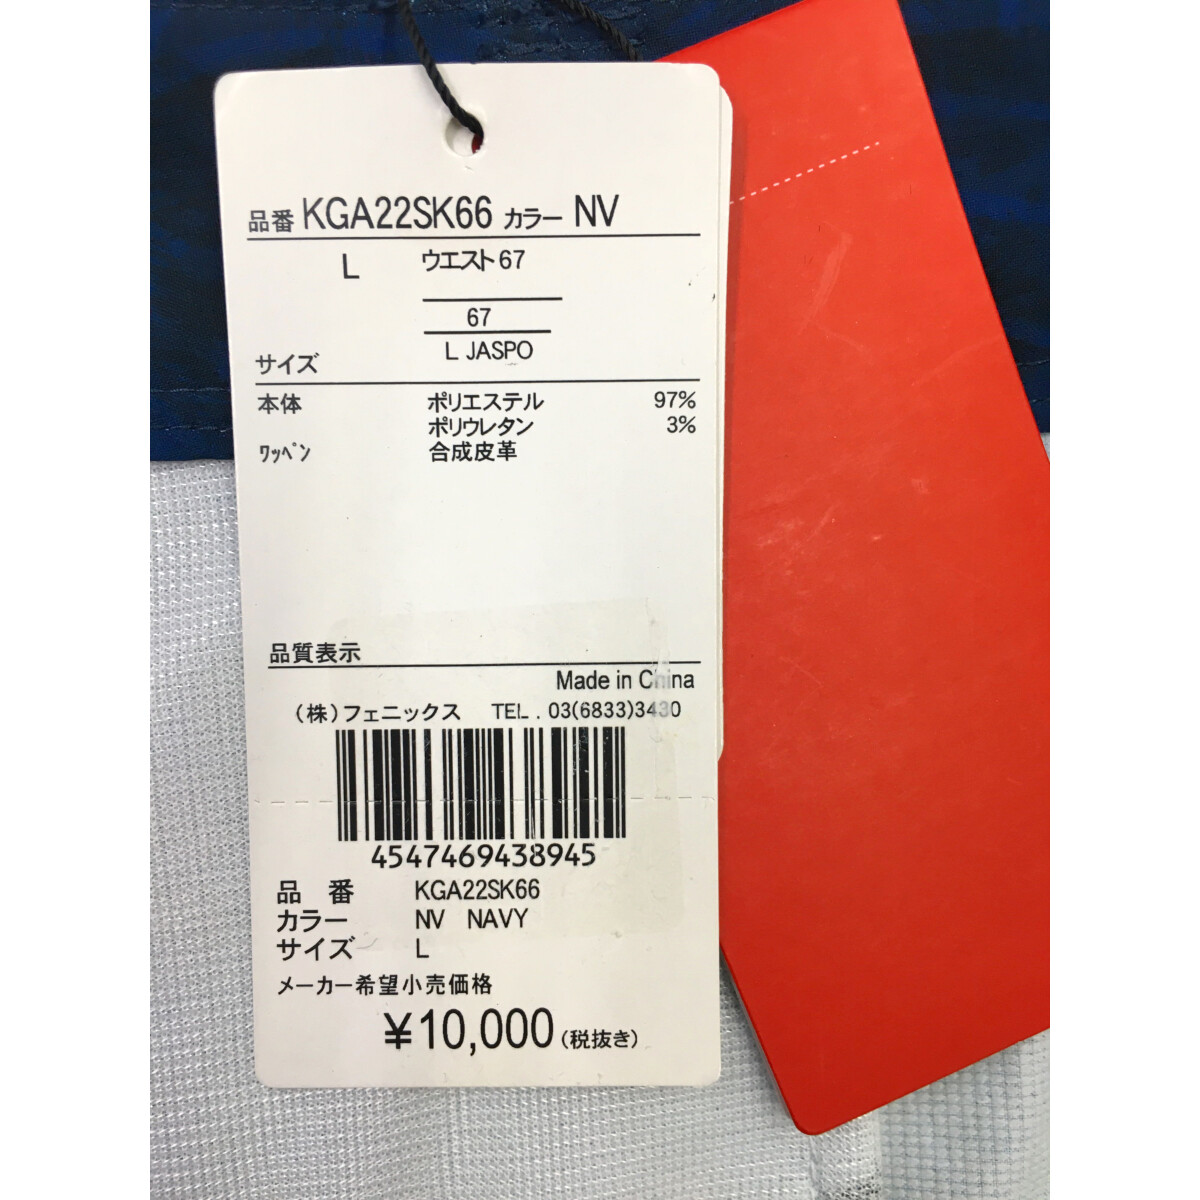 品番 KGA22SK66 カラー NV
L ウエスト67
67
L JASPO
サイズ
本体 ポリエステル 97%
ポリウレタン 3%
ワッペン 合成皮革
品質表示
Made in China
(株)フェニックス TEL. 03(6833)3430
4547469438945
品 番 KGA22SK66
カラー NV NAVY
サイズ L
メーカー希望小売価格
¥10,000(税抜き)